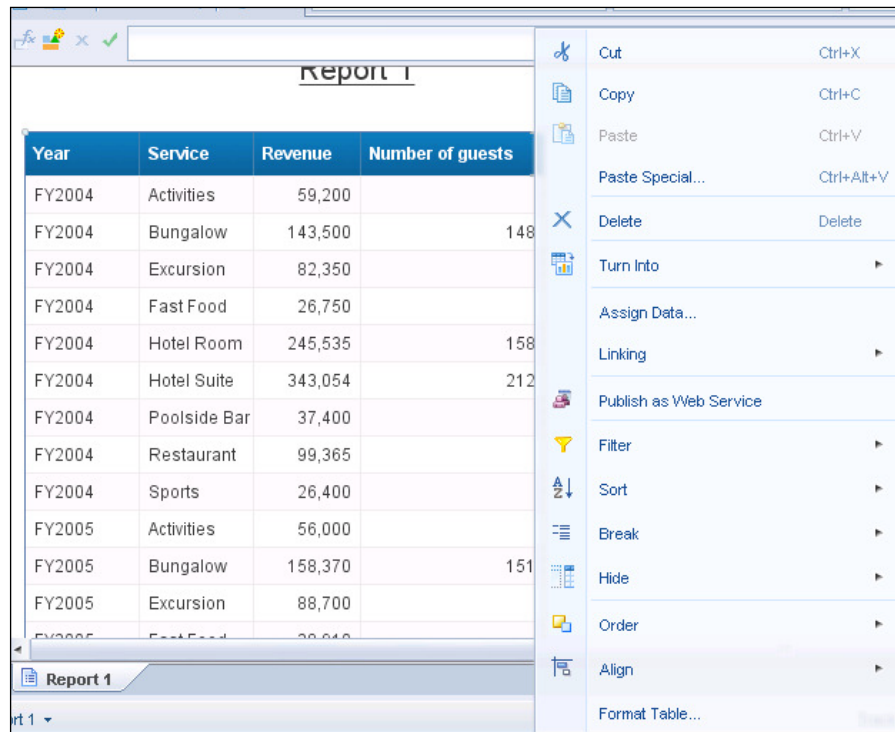 Report 1
Year Service Revenue Number of guests
FY2004 Activities 59,200
FY2004 Bungalow 143,500 148
FY2004 Excursion 82,350
FY2004 Fast Food 26,750
FY2004 Hotel Room 245,535 158
FY2004 Hotel Suite 343,054 212
FY2004 Poolside Bar 37,400
FY2004 Restaurant 99,365
FY2004 Sports 26,400
FY2005 Activities 56,000
FY2005 Bungalow 158,370 151
FY2005 Excursion 88,700
FY2005 Fast Food
Report 1
rt 1
Cut Ctrl+X
Copy Ctrl+C
Paste Ctrl+V
Paste Special... Ctrl+Alt+V
Delete Delete
Turn Into
Assign Data...
Linking
Publish as Web Service
Filter
Sort
Break
Hide
Order
Align
Format Table...